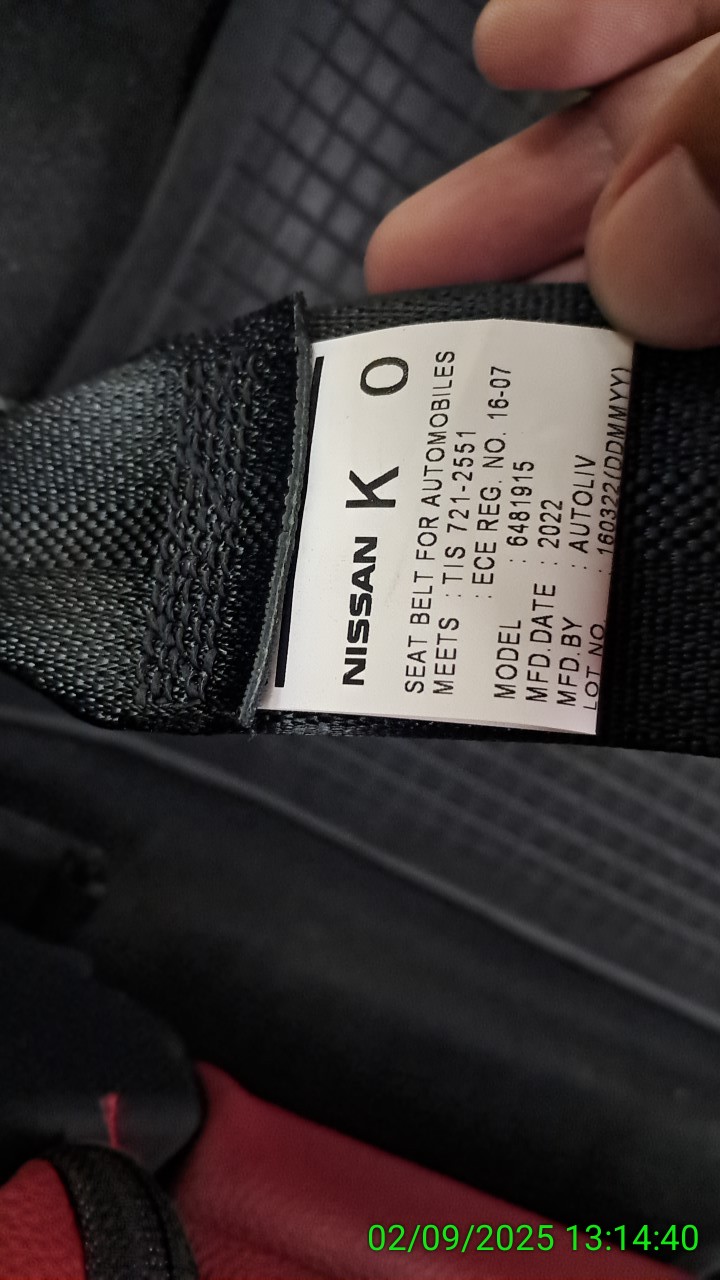 NISSAN K O
SEAT BELT FOR AUTOMOBILES
MEETS : TIS 721-2551
: ECE REG. NO. 16-07
MODEL : 6481915
MFD.DATE : 2022
MFD.BY : AUTOLIV
LOT NO. : 160322(DDMMYY)
02/09/2025 13:14:40